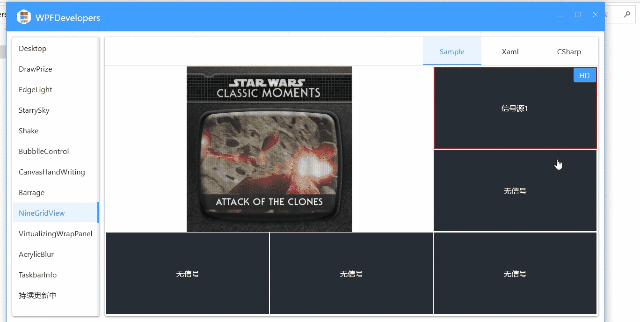 WPFDevelopers
Desktop
DrawPrize
EdgeLight
StarrySky
Shake
BubblleControl
CanvasHandWriting
Barrage
NineGridView
VirtualizingWrapPanel
AcrylicBlur
TaskbarInfo
持续更新中
Sample
Xaml
CSharp
STAR WARS
CLASSIC MOMENTS
ATTACK OF THE CLONES
HD
信号源1
无信号
无信号
无信号
无信号